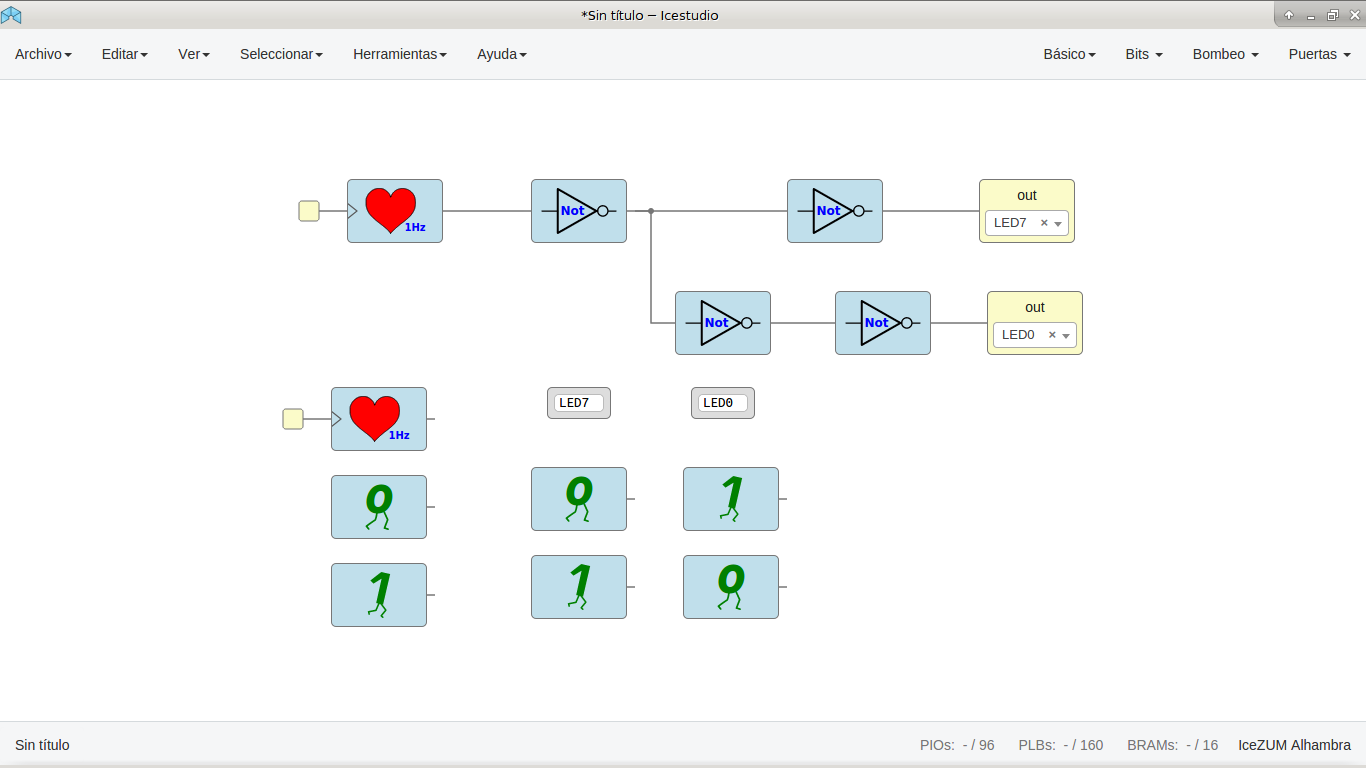 *Sin título – Icestudio
Archivo Editar Ver Seleccionar Herramientas Ayuda Básico Bits Bombeo Puertas
1Hz
Not
Not
out
LED7 ×
Not
Not
out
LED0 ×
1Hz
LED7
LED0
0
0
1
1
1
0
Sin título PIOs: - / 96 PLBs: - / 160 BRAMs: - / 16 IceZUM Alhambra